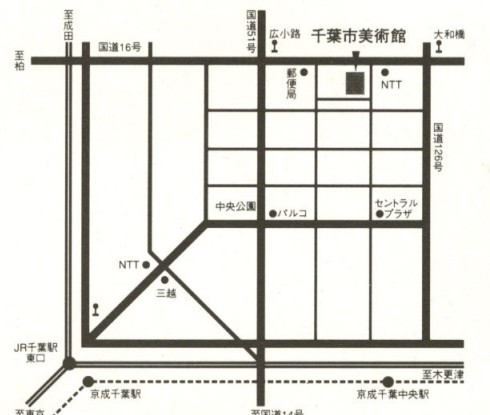 至成田
国道16号
国道51号
広小路
千葉市美術館
大和橋
至柏
郵便局
NTT
国道126号
中央公園
パルコ
セントラル
プラザ
NTT
三越
JR千葉駅
東口
至木更津
京成千葉駅
京成千葉中央駅
至東京
至国道14号